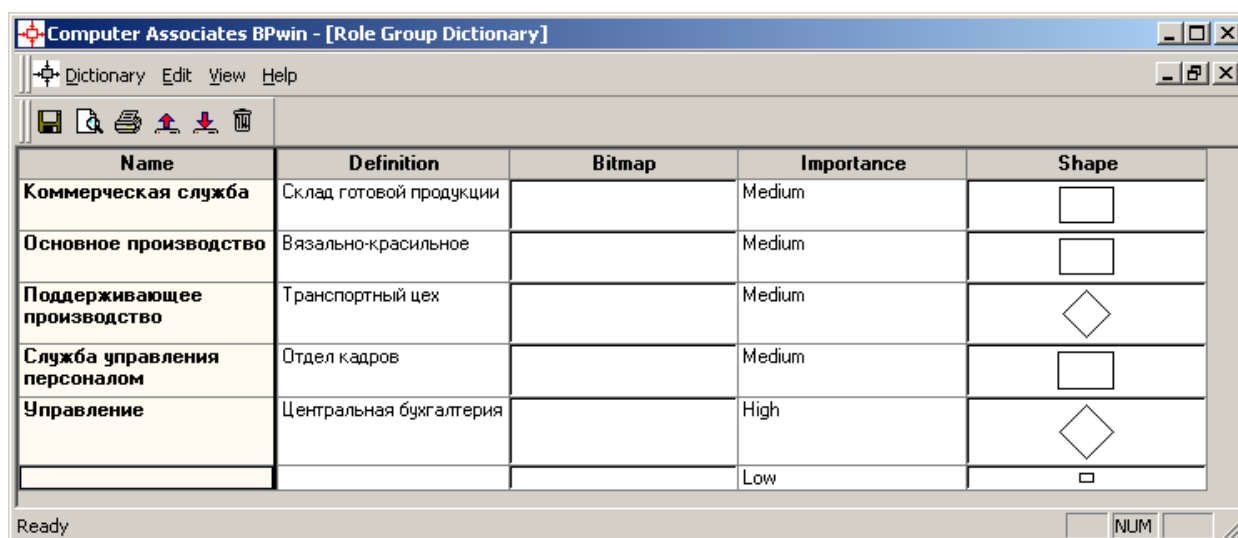 Computer Associates BPwin - [Role Group Dictionary]
Dictionary Edit View Help
Name Definition Bitmap Importance Shape
Коммерческая служба Склад готовой продукции Medium
Основное производство Вязально-красильное Medium
Поддерживающее Транспортный цех Medium
производство
Служба управления Отдел кадров Medium
персоналом
Управление Центральная бухгалтерия High
Low
Ready NUM